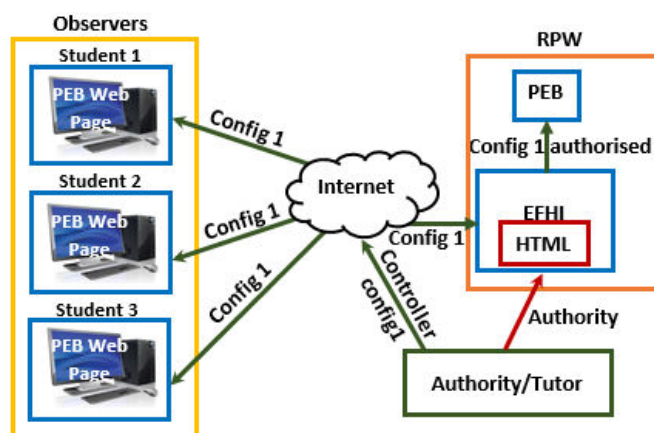 Observers
Student 1
PEB Web
Page
Config 1
Student 2
PEB Web
Page
Config 1
Student 3
PEB Web
Page
Config 1
Internet
Config 1
Controller
config1
RPW
PEB
Config 1 authorised
EFHI
HTML
Authority
Authority/Tutor